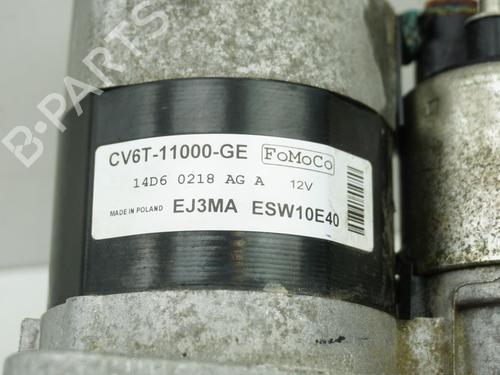 B-PARTS
CV6T-11000-GE FoMoCo
14D6 0218 AG A 12V
MADE IN POLAND EJ3MA ESW10E40